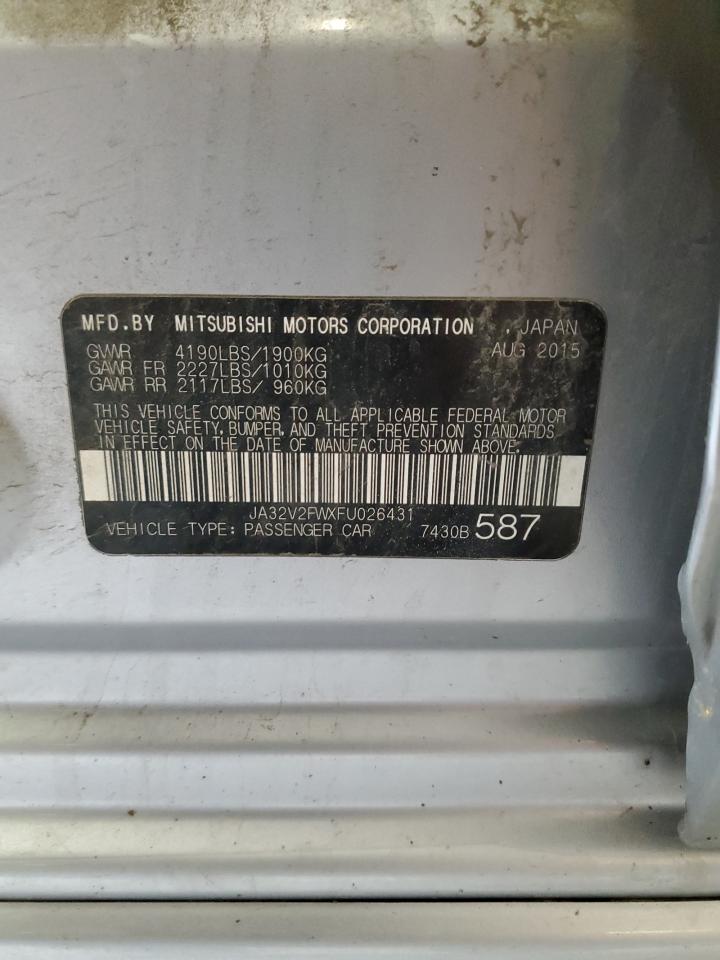 MFD.BY MITSUBISHI MOTORS CORPORATION , JAPAN
GVWR 4190LBS/1900KG AUG 2015
GAWR FR 2227LBS/1010KG
GAWR RR 2117LBS/ 960KG
THIS VEHICLE CONFORMS TO ALL APPLICABLE FEDERAL MOTOR
VEHICLE SAFETY, BUMPER, AND THEFT PREVENTION STANDARDS
IN EFFECT ON THE DATE OF MANUFACTURE SHOWN ABOVE.
JA32V2FWXFU026431
VEHICLE TYPE: PASSENGER CAR 7430B 587